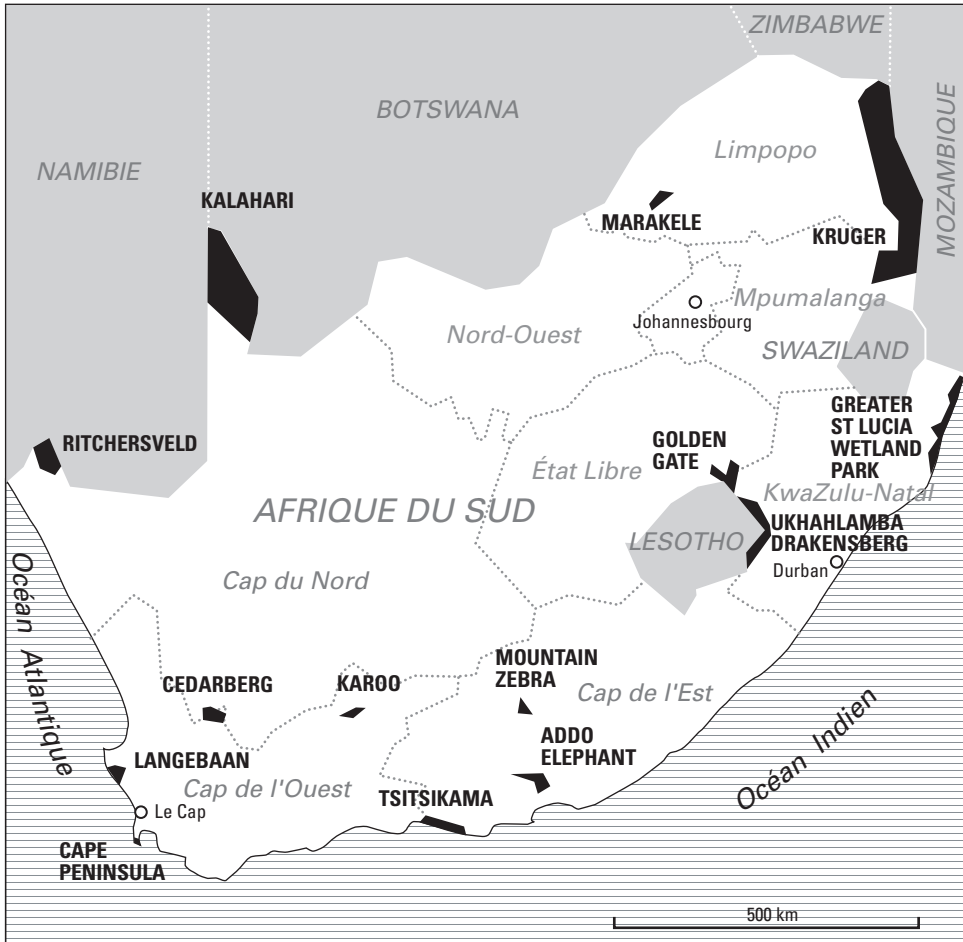 ZIMBABWE
BOTSWANA
MOZAMBIQUE
Limpopo
NAMIBIE
KALAHARI
MARAKELE
KRUGER
Mpumalanga
Johannesbourg
Nord-Ouest
SWAZILAND
GREATER
ST LUCIA
WETLAND
PARK
RITCHERSVELD
GOLDEN
GATE
État Libre
KwaZulu-Natal
AFRIQUE DU SUD
UKHAHLAMBA
DRAKENSBERG
LESOTHO
Durban
Cap du Nord
Océan Atlantique
MOUNTAIN
ZEBRA
CEDARBERG
KAROO
Cap de l'Est
ADDO
ELEPHANT
LANGEBAAN
Cap de l'Ouest
TSITSIKAMA
Océan Indien
Le Cap
CAPE
PENINSULA
500 km